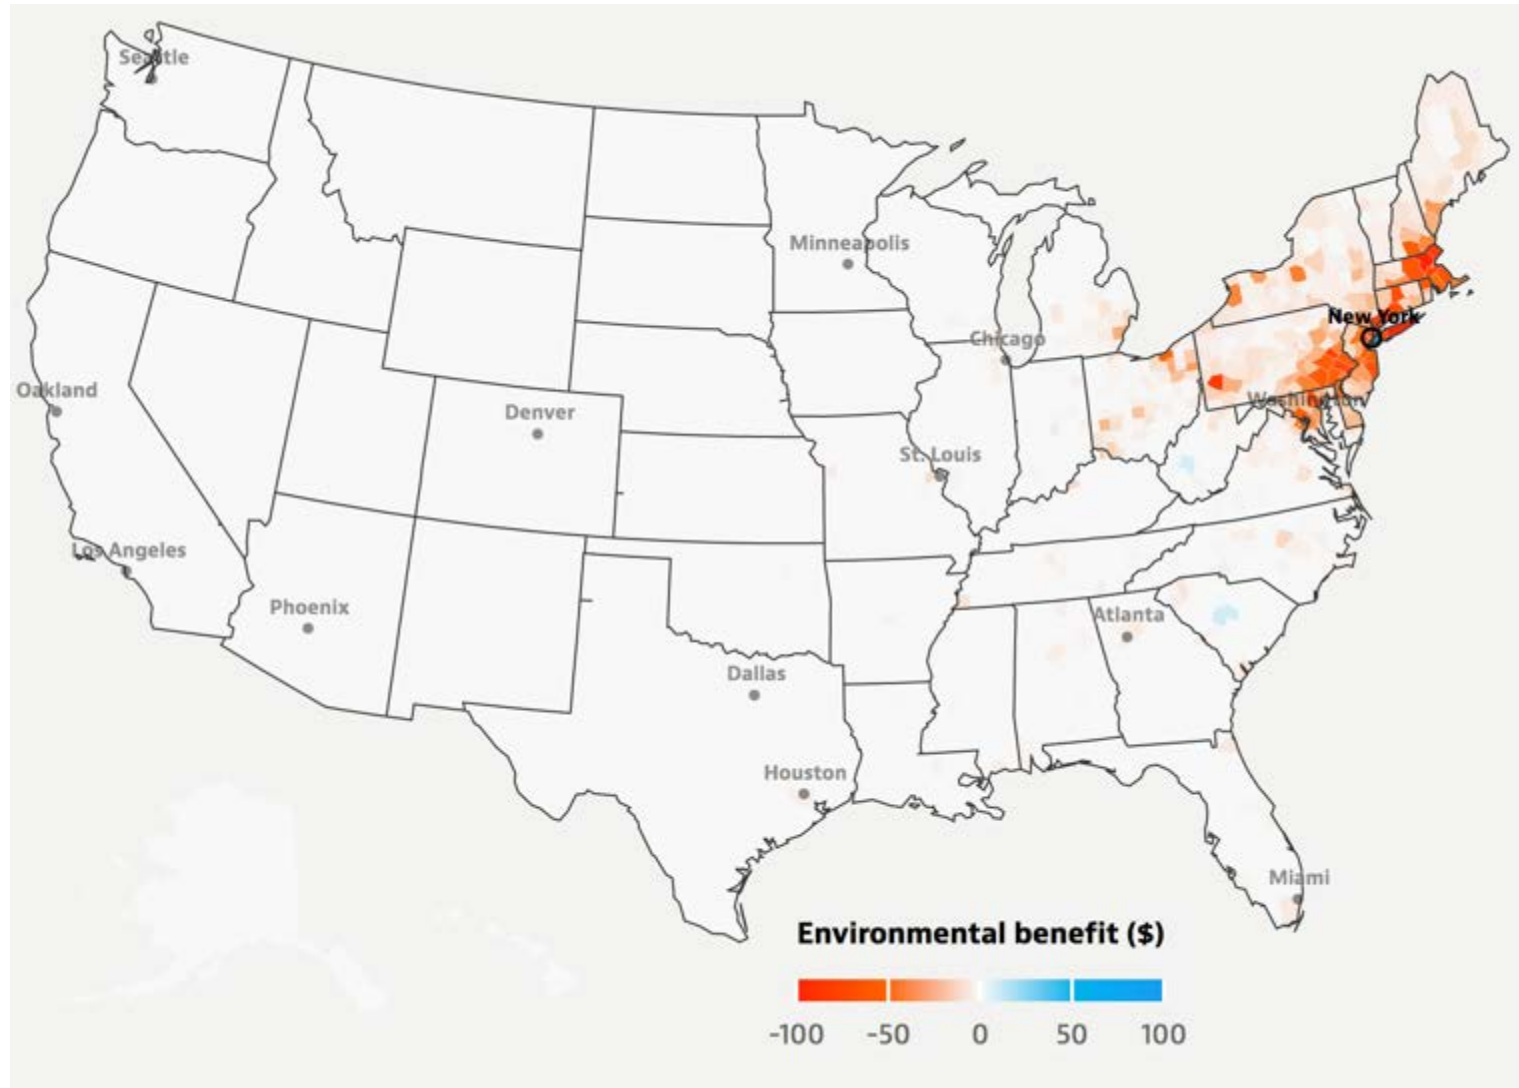 Seattle
Minneapolis
New York
Chicago
Oakland
Washington
Denver
St. Louis
Los Angeles
Phoenix
Atlanta
Dallas
Houston
Miami
Environmental benefit ($)
-100 -50 0 50 100